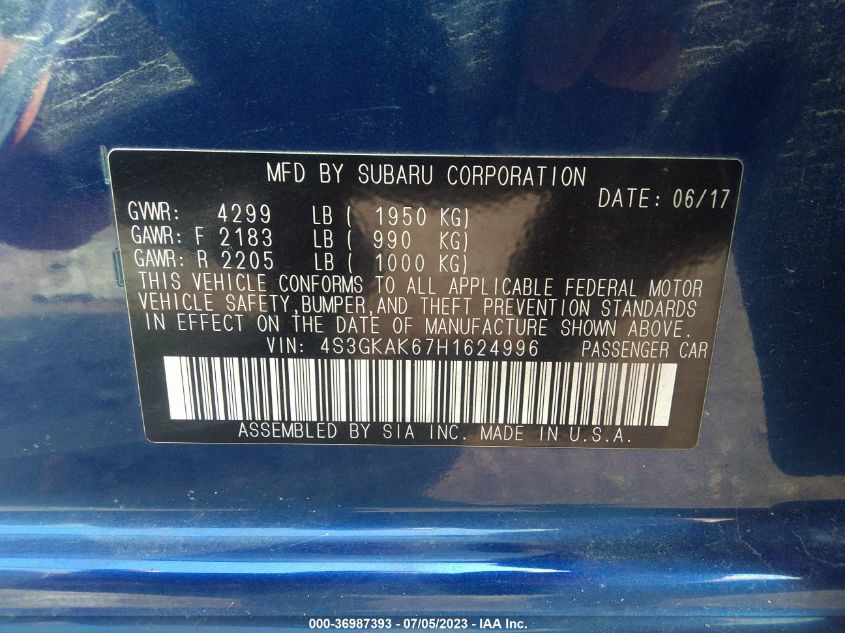 MFD BY SUBARU CORPORATION
DATE: 06/17
GVWR: 4299 LB ( 1950 KG)
GAWR: F 2183 LB ( 990 KG)
GAWR: R 2205 LB ( 1000 KG)
THIS VEHICLE CONFORMS TO ALL APPLICABLE FEDERAL MOTOR
VEHICLE SAFETY,BUMPER,AND THEFT PREVENTION STANDARDS
IN EFFECT ON THE DATE OF MANUFACTURE SHOWN ABOVE.
VIN: 4S3GKAK67H1624996 PASSENGER CAR
ASSEMBLED BY SIA INC. MADE IN U.S.A.
000-36987393 - 07/05/2023 - IAA Inc.